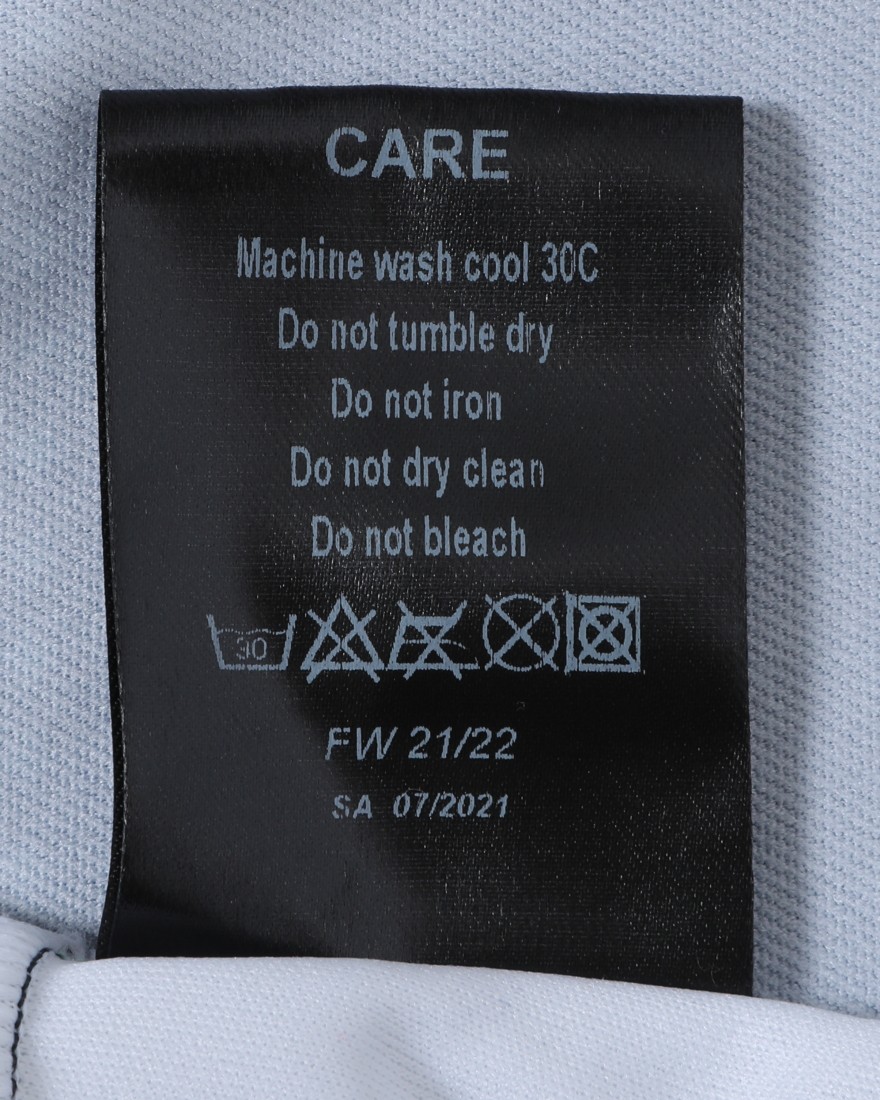 CARE
Machine wash cool 30C
Do not tumble dry
Do not iron
Do not dry clean
Do not bleach
30
FW 21/22
SA 07/2021